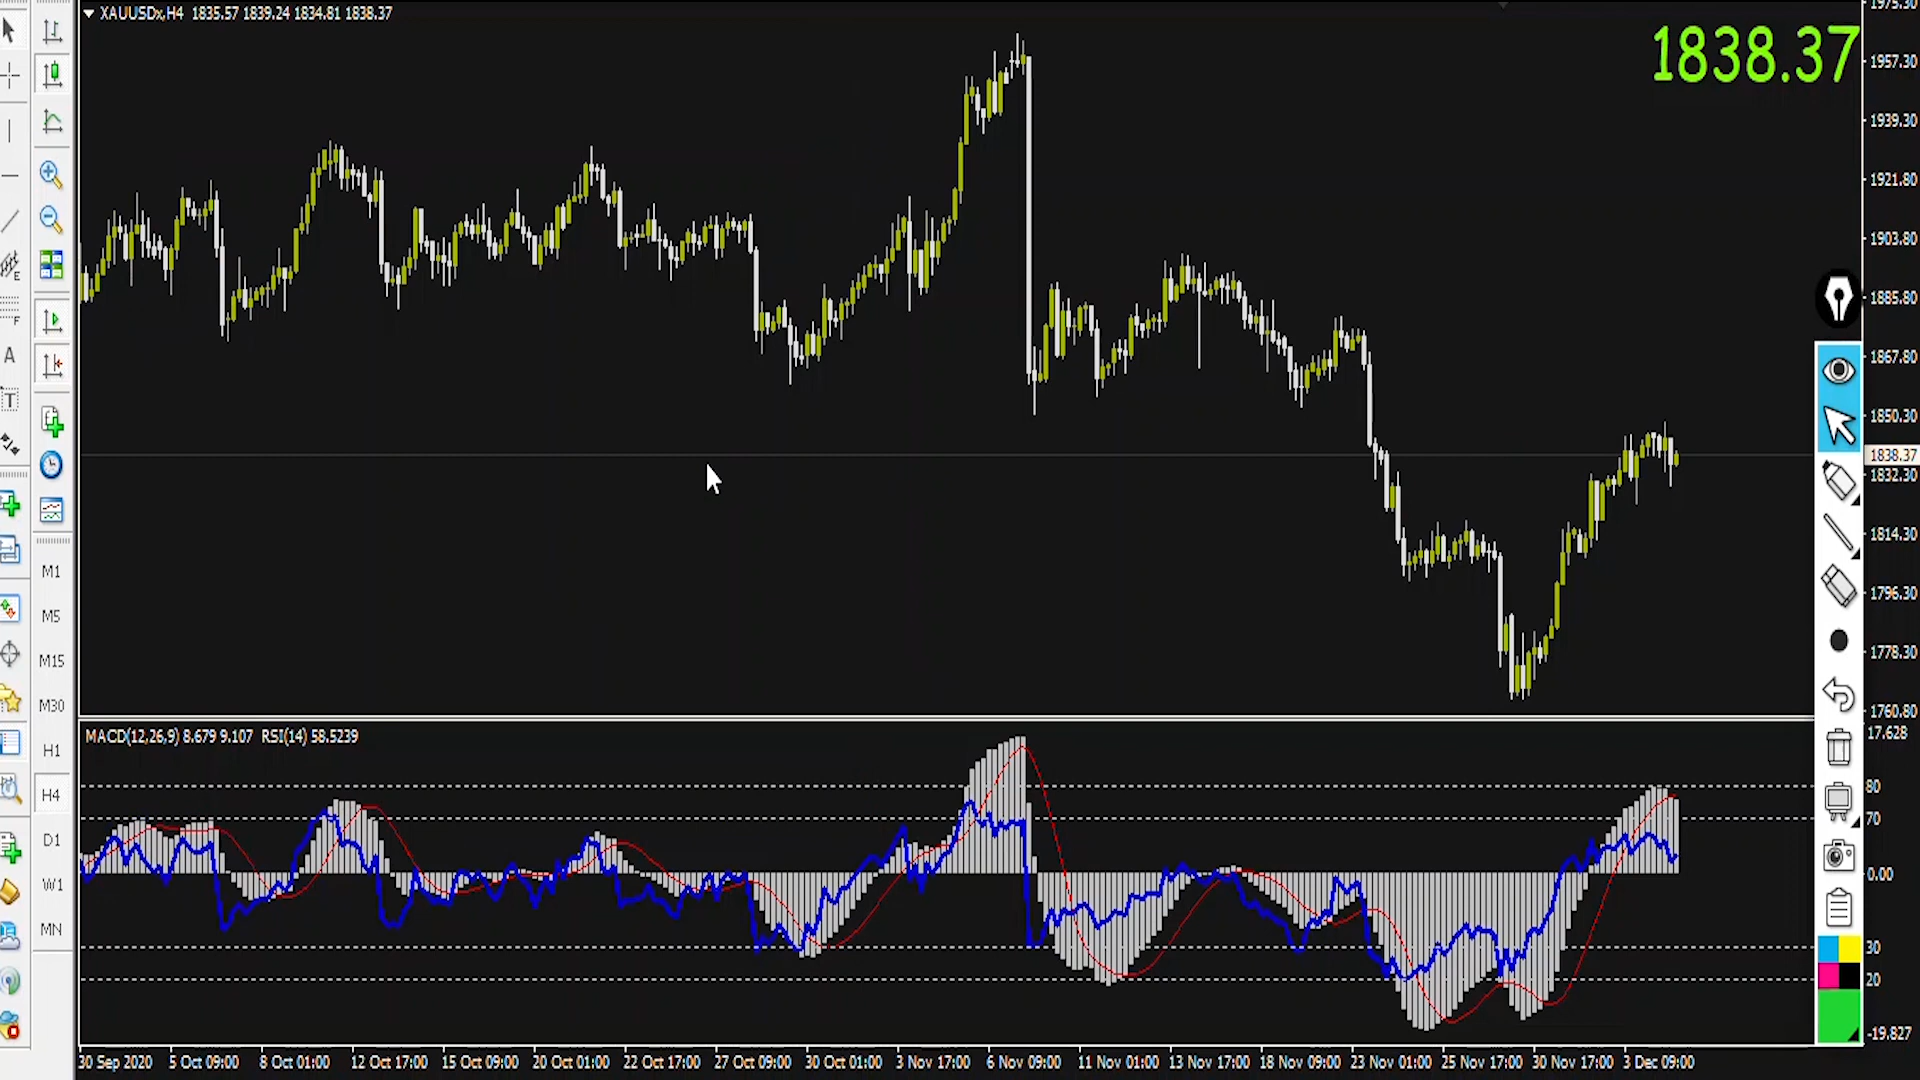 XAUUSDx,H4 1835.57 1839.24 1834.81 1838.37
1838.37
1975.30
1957.30
1939.30
1921.80
1903.80
1885.80
1867.80
1850.30
1838.37
1832.30
1814.30
1796.30
1778.30
1760.80
E
F
A
T
M1
M5
M15
M30
H1
H4
D1
W1
MN
MACD(12,26,9) 8.679 9.107 RSI(14) 58.5239
17.628
80
70
0.00
30
20
-19.827
30 Sep 2020 5 Oct 09:00 8 Oct 01:00 12 Oct 17:00 15 Oct 09:00 20 Oct 01:00 22 Oct 17:00 27 Oct 09:00 30 Oct 01:00 3 Nov 17:00 6 Nov 09:00 11 Nov 01:00 13 Nov 17:00 18 Nov 09:00 23 Nov 01:00 25 Nov 17:00 30 Nov 17:00 3 Dec 09:00